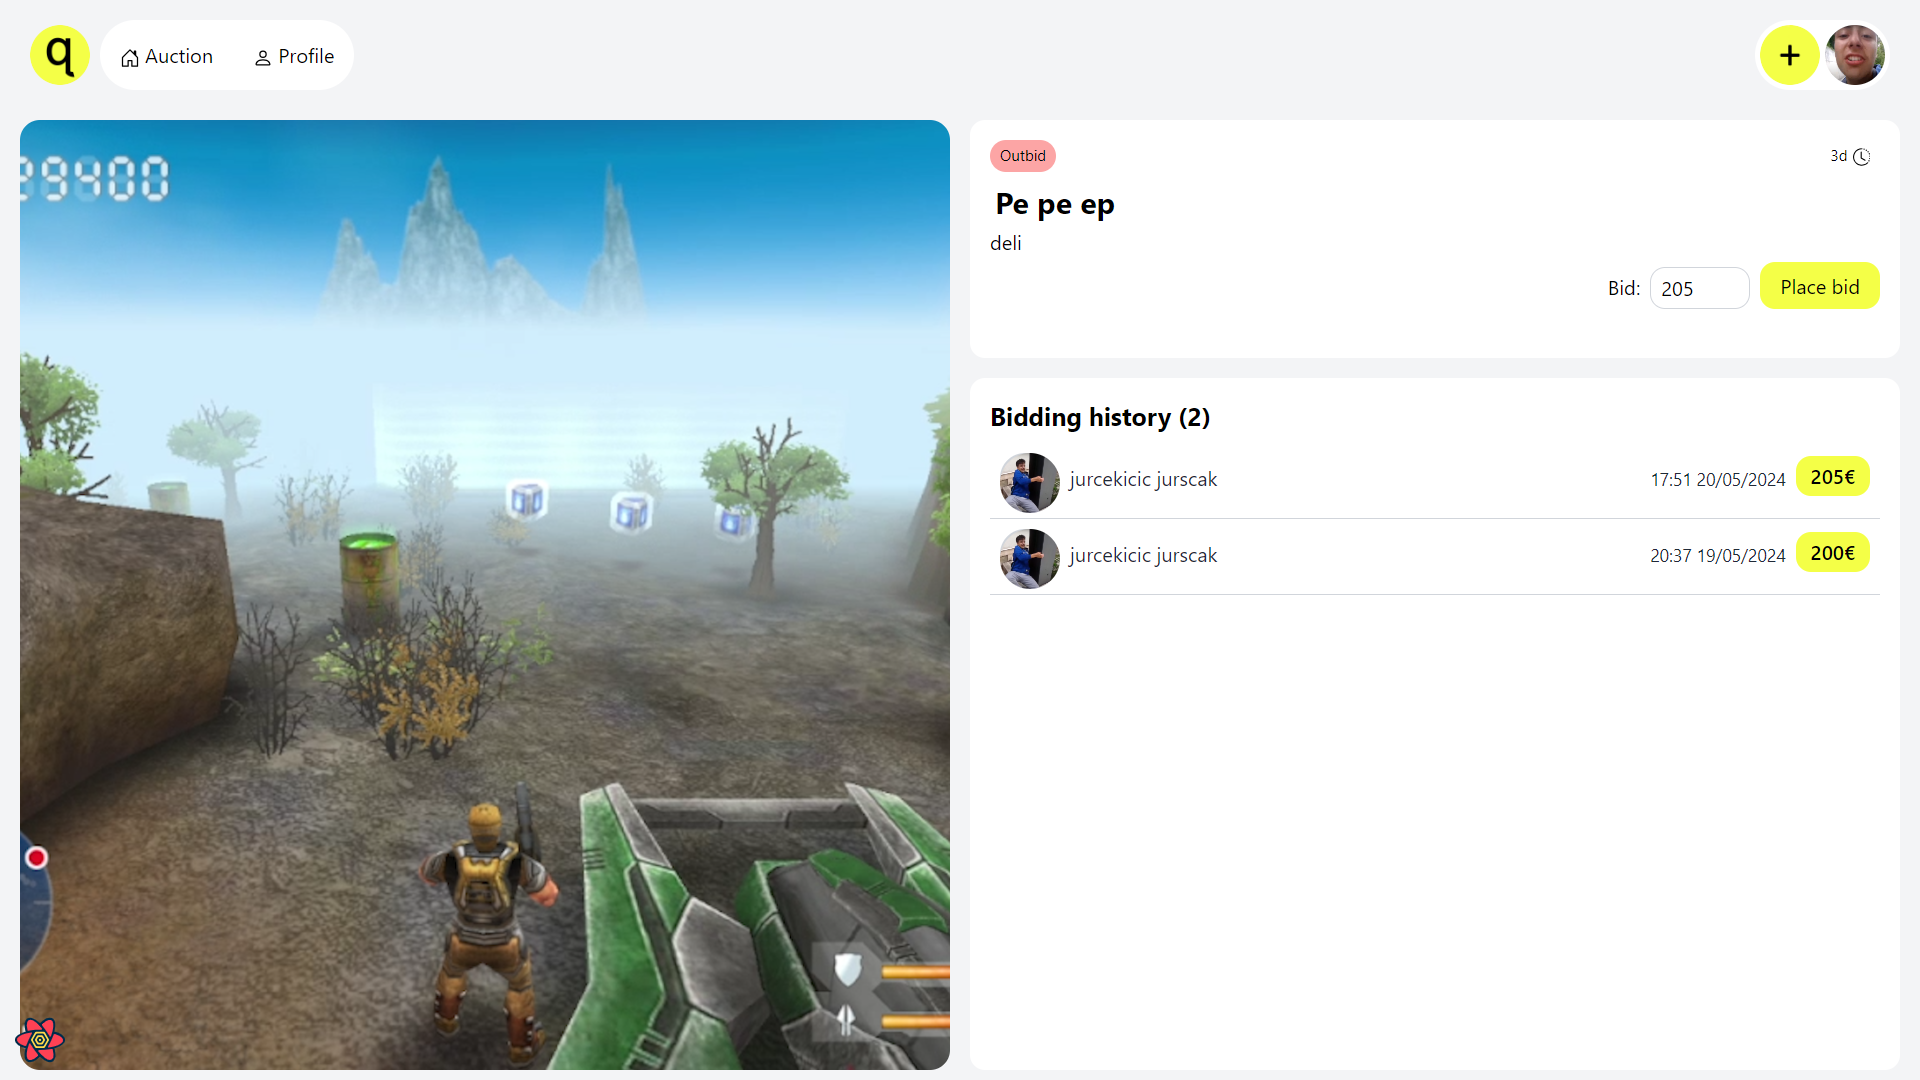 q
Auction
Profile
+
9400
Outbid
3d
Pe pe ep
deli
Bid: 205 Place bid
Bidding history (2)
jurcekicic jurscak 17:51 20/05/2024 205€
jurcekicic jurscak 20:37 19/05/2024 200€